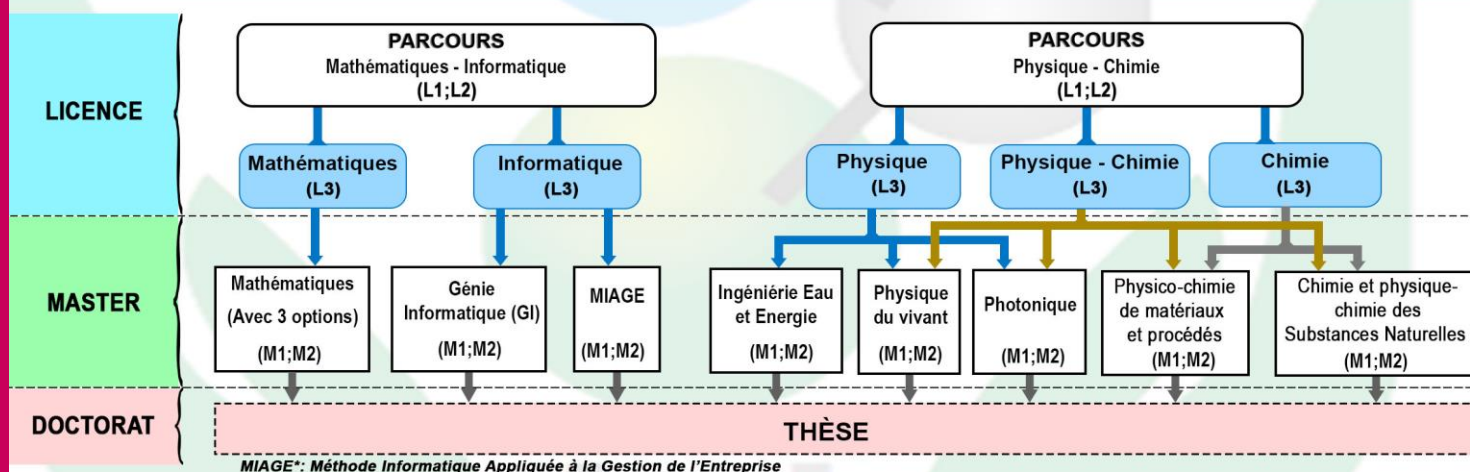 PARCOURS
Mathématiques - Informatique
(L1;L2)
PARCOURS
Physique - Chimie
(L1;L2)
LICENCE
Mathématiques
(L3)
Informatique
(L3)
Physique
(L3)
Physique - Chimie
(L3)
Chimie
(L3)
MASTER
Mathématiques
(Avec 3 options)
(M1;M2)
Génie
Informatique (GI)
(M1;M2)
MIAGE
(M1;M2)
Ingéniérie Eau
et Energie
(M1;M2)
Physique
du vivant
(M1;M2)
Photonique
(M1;M2)
Physico-chimie
de matériaux
et procédés
(M1;M2)
Chimie et physique-
chimie des
Substances Naturelles
(M1;M2)
DOCTORAT
THÈSE
MIAGE*: Méthode Informatique Appliquée à la Gestion de l'Entreprise